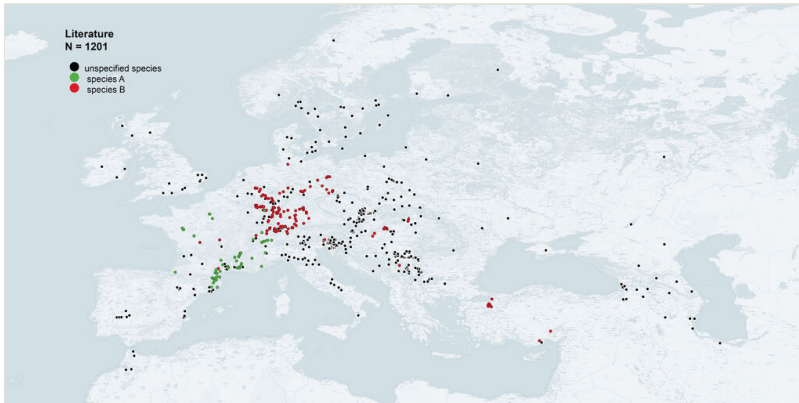 Literature
N = 1201
unspecified species
species A
species B